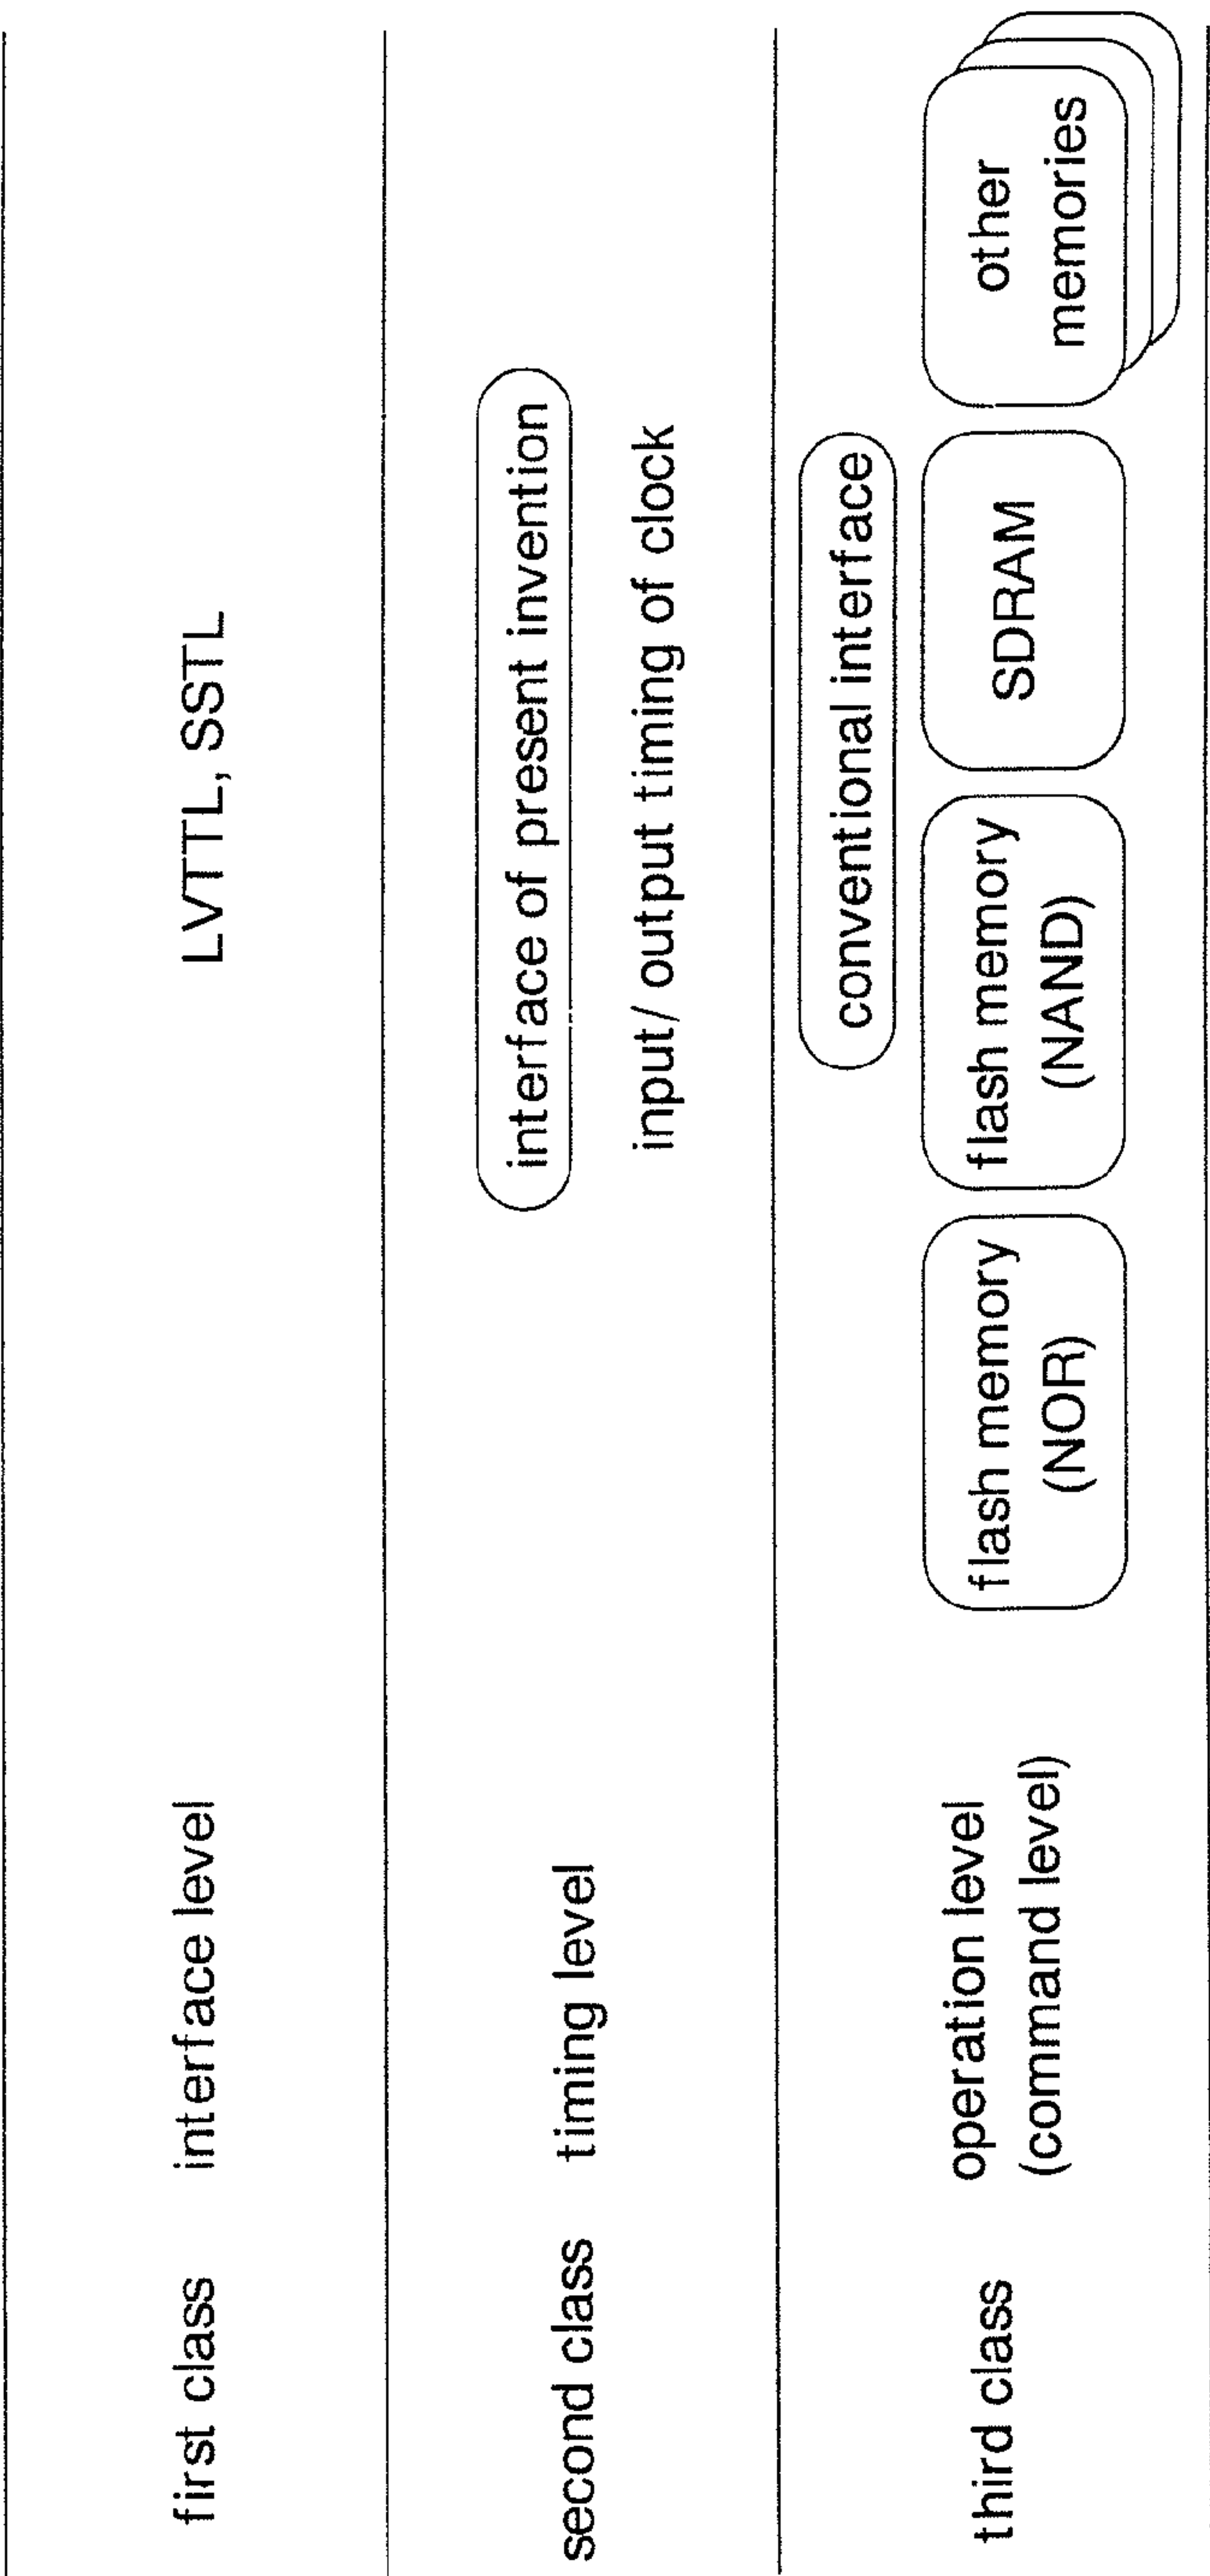 first class
interface level
LVTTL, SSTL
second class
timing level
interface of present invention
input/ output timing of clock
third class
operation level
(command level)
conventional interface
flash memory
(NOR)
flash memory
(NAND)
SDRAM
other
memories